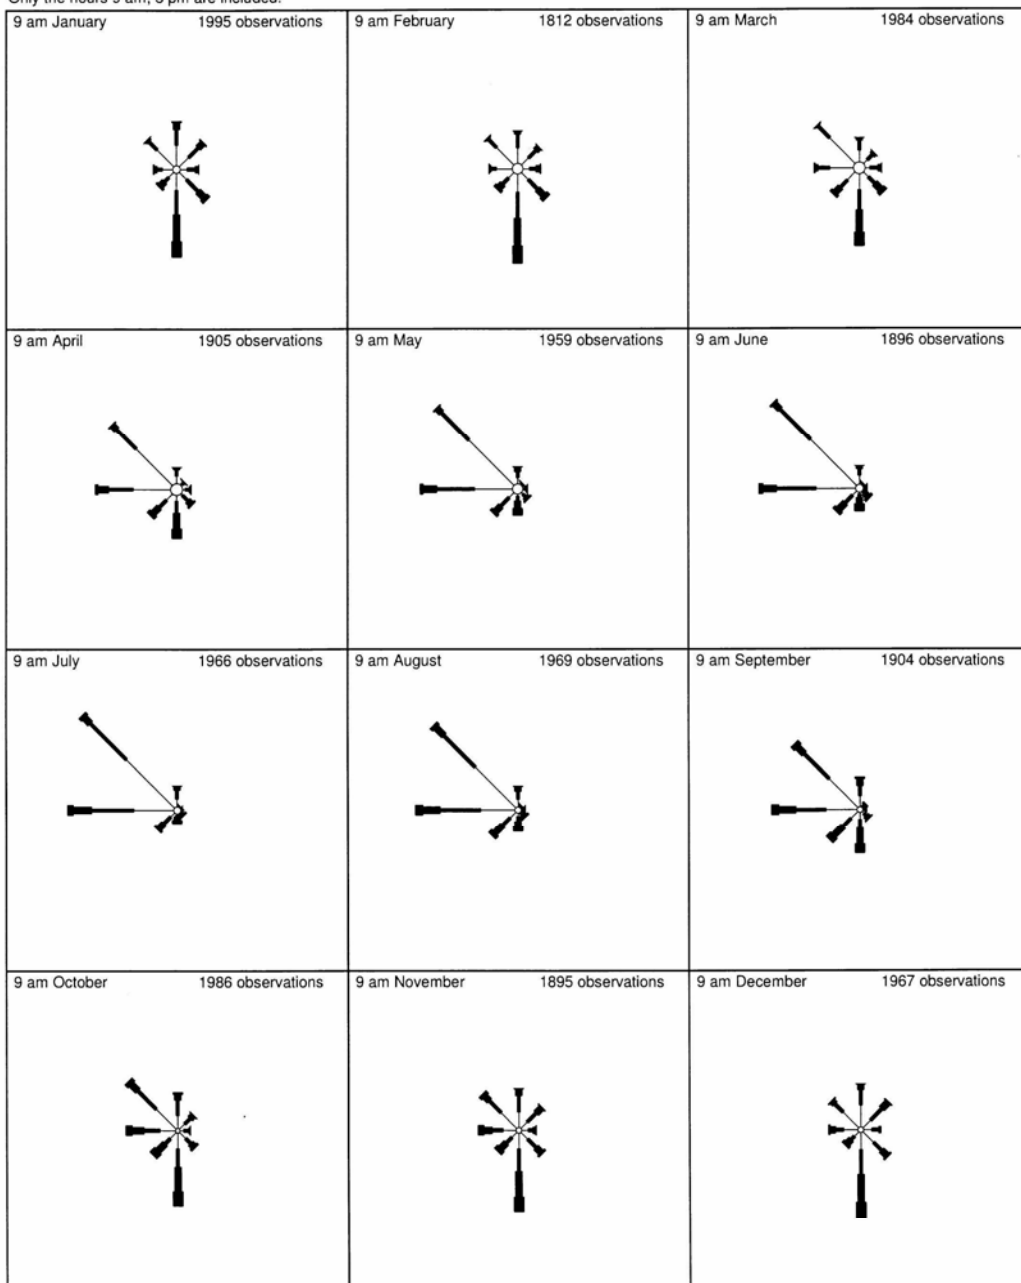 Only the hours 9 am, 3 pm are included.
9 am January 1995 observations
9 am February 1812 observations
9 am March 1984 observations
9 am April 1905 observations
9 am May 1959 observations
9 am June 1896 observations
9 am July 1966 observations
9 am August 1969 observations
9 am September 1904 observations
9 am October 1986 observations
9 am November 1895 observations
9 am December 1967 observations